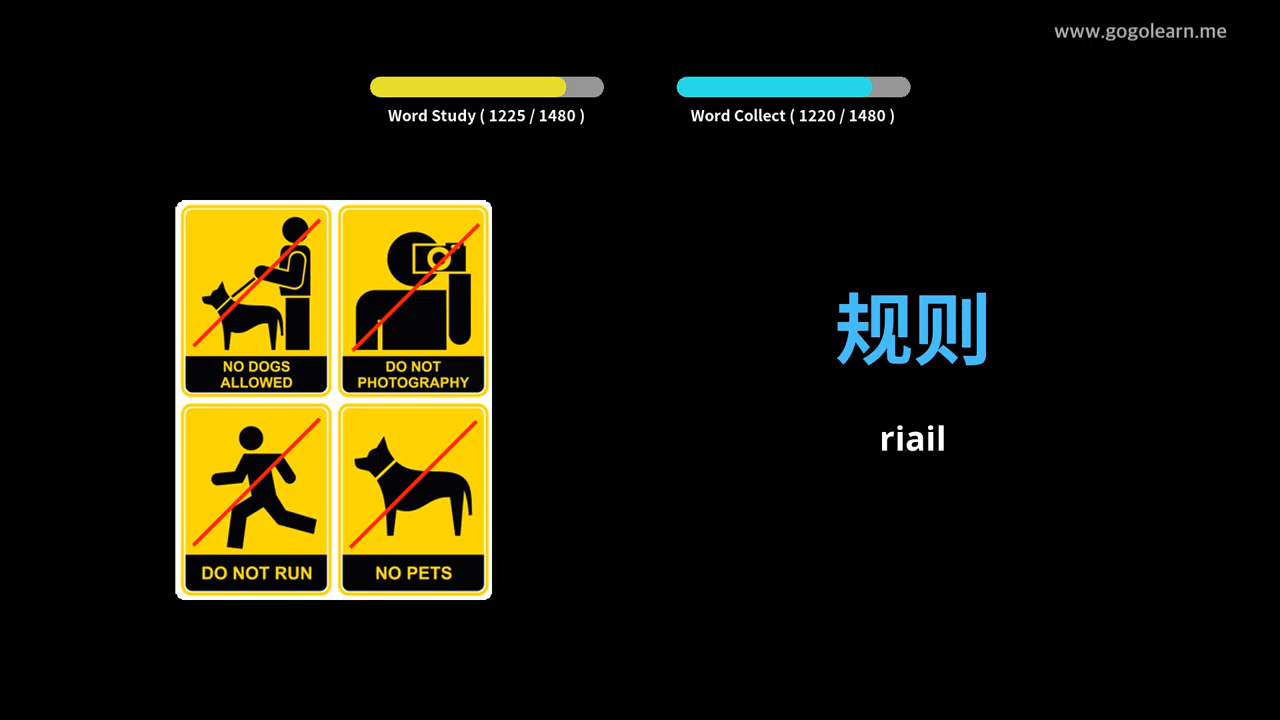 www.gogolearn.me
Word Study ( 1225 / 1480 )
Word Collect ( 1220 / 1480 )
NO DOGS
ALLOWED
DO NOT
PHOTOGRAPHY
DO NOT RUN
NO PETS
规则
riail